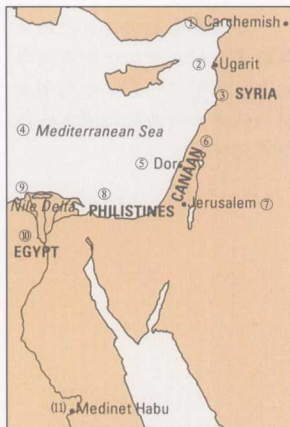 ① Carchemish
② Ugarit
③ SYRIA
④ Mediterranean Sea
⑥
⑤ Dor
CANAAN
⑨
Nile Delta
⑧
PHILISTINES
Jerusalem ⑦
⑩
EGYPT
(11) Medinet Habu